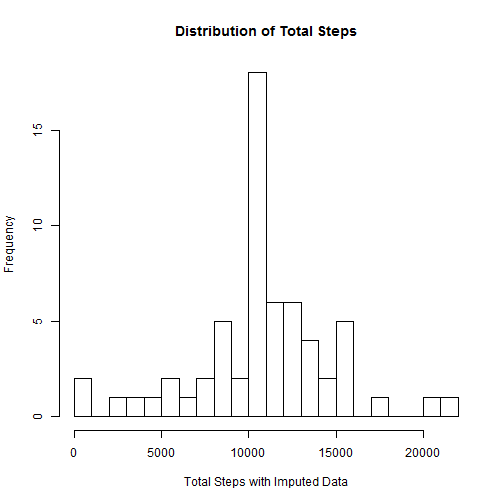 Distribution of Total Steps
Frequency
15
10
5
0
0 5000 10000 15000 20000
Total Steps with Imputed Data